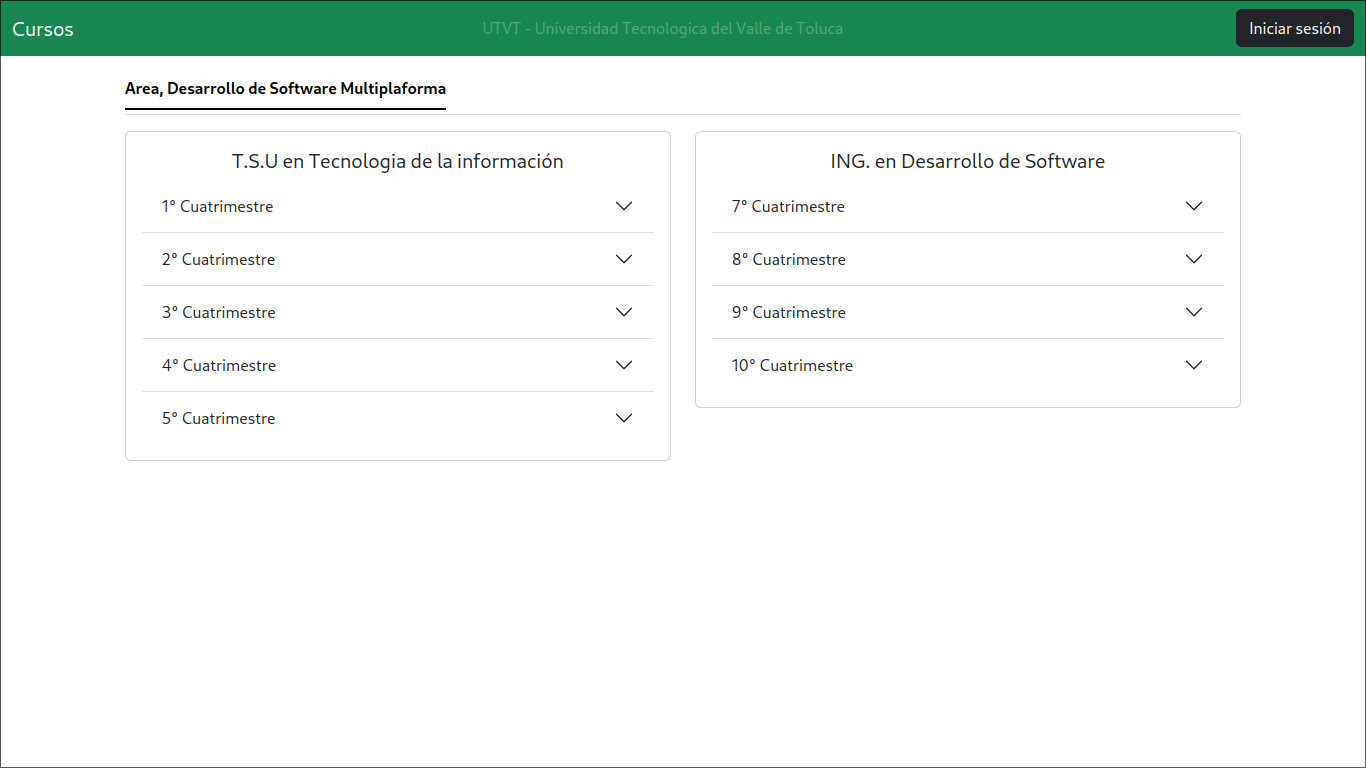 Cursos
UTVT - Universidad Tecnologica del Valle de Toluca
Iniciar sesión
Area, Desarrollo de Software Multiplaforma
T.S.U en Tecnologia de la información
1° Cuatrimestre
2° Cuatrimestre
3° Cuatrimestre
4° Cuatrimestre
5° Cuatrimestre
ING. en Desarrollo de Software
7° Cuatrimestre
8° Cuatrimestre
9° Cuatrimestre
10° Cuatrimestre